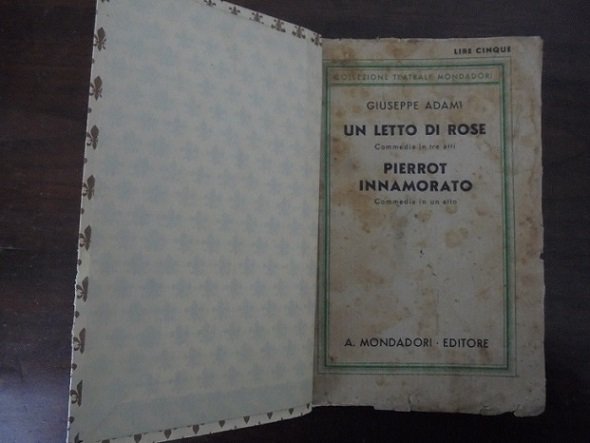 LIRE CINQUE
COLLEZIONE TEATRALE MONDADORI
GIUSEPPE ADAMI
UN LETTO DI ROSE
Commedia in tre atti
PIERROT
INNAMORATO
Commedia in un atto
A. MONDADORI · EDITORE